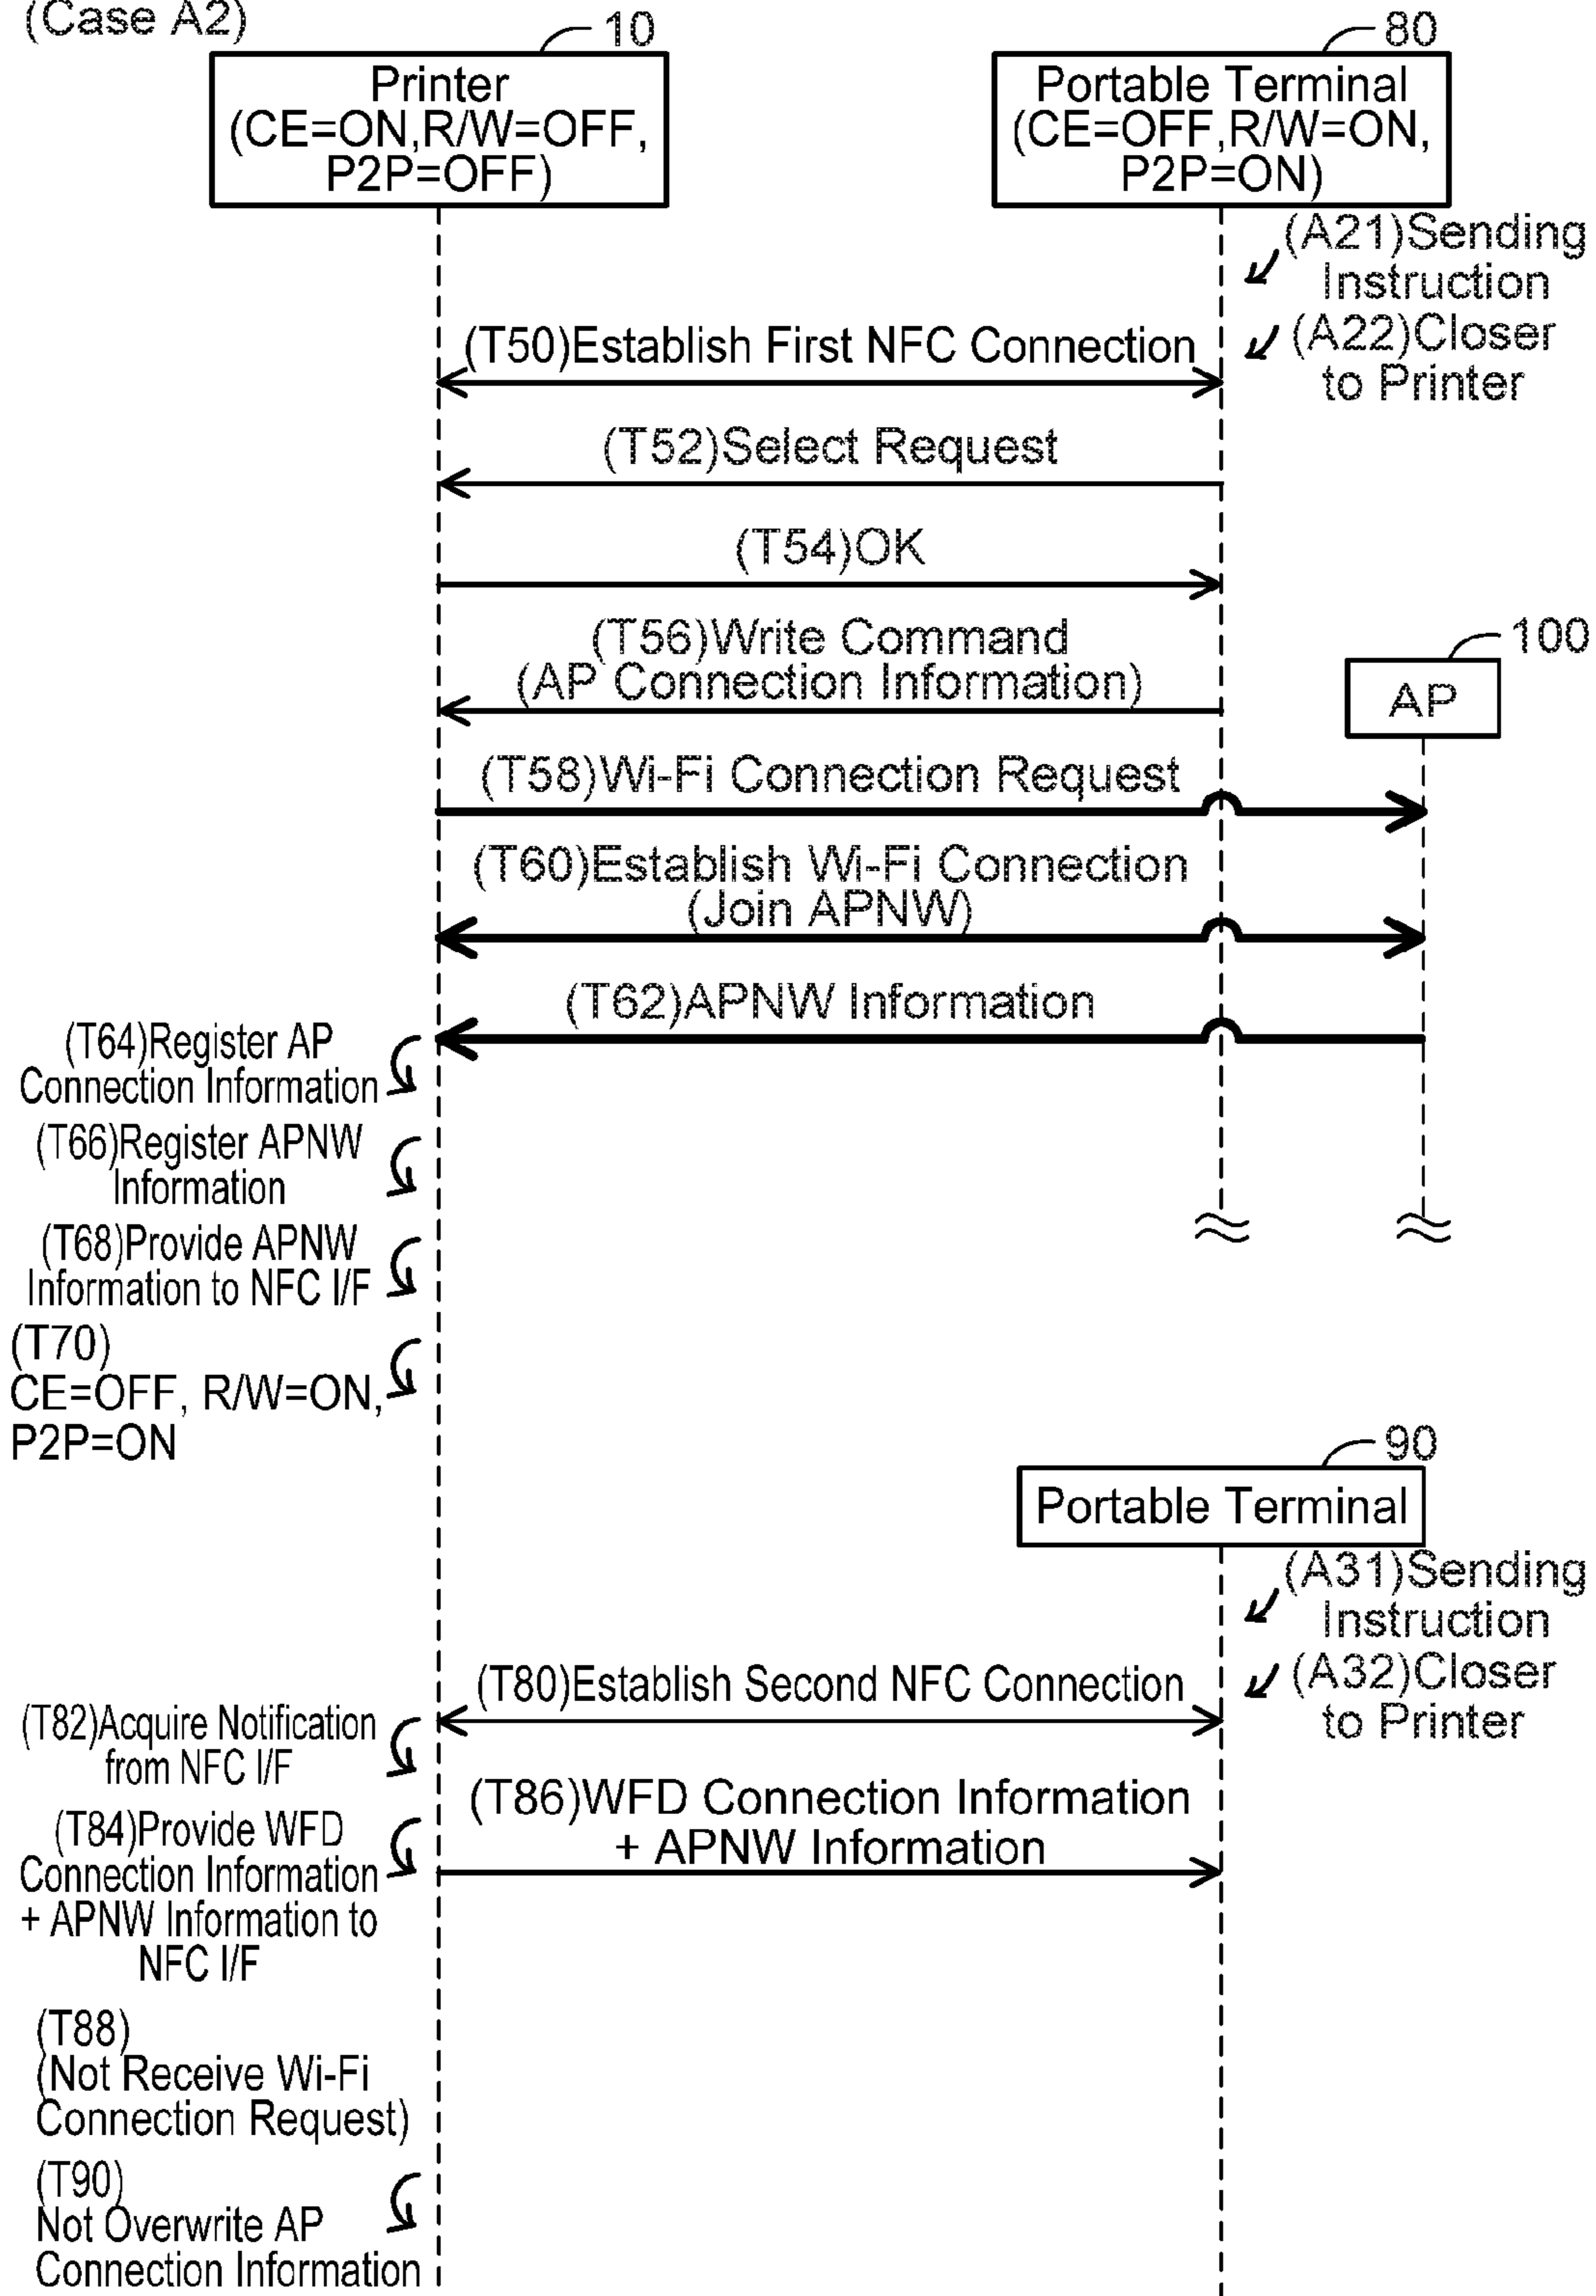 (Case A2)
10
80
Printer
(CE=ON,R/W=OFF,
P2P=OFF)
Portable Terminal
(CE=OFF,R/W=ON,
P2P=ON)
(A21)Sending
Instruction
(T50)Establish First NFC Connection
(A22)Closer
to Printer
(T52)Select Request
(T54)OK
(T56)Write Command
(AP Connection Information)
100
AP
(T58)Wi-Fi Connection Request
(T60)Establish Wi-Fi Connection
(Join APNW)
(T62)APNW Information
(T64)Register AP
Connection Information
(T66)Register APNW
Information
(T68)Provide APNW
Information to NFC I/F
(T70)
CE=OFF, R/W=ON,
P2P=ON
90
Portable Terminal
(A31)Sending
Instruction
(T80)Establish Second NFC Connection
(A32)Closer
to Printer
(T82)Acquire Notification
from NFC I/F
(T86)WFD Connection Information
+ APNW Information
(T84)Provide WFD
Connection Information
+ APNW Information to
NFC I/F
(T88)
(Not Receive Wi-Fi
Connection Request)
(T90)
Not Overwrite AP
Connection Information